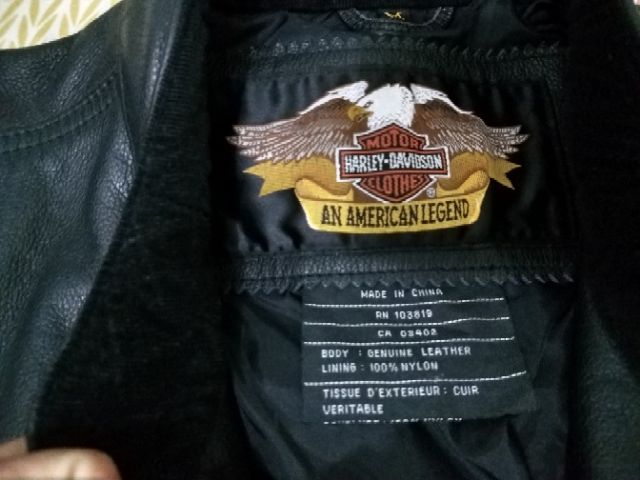 MOTOR
HARLEY-DAVIDSON
CLOTHES
®
AN AMERICAN LEGEND
MADE IN CHINA
RN 103819
CA 03402
BODY : GENUINE LEATHER
LINING : 100% NYLON
TISSUE D'EXTERIEUR : CUIR
VERITABLE